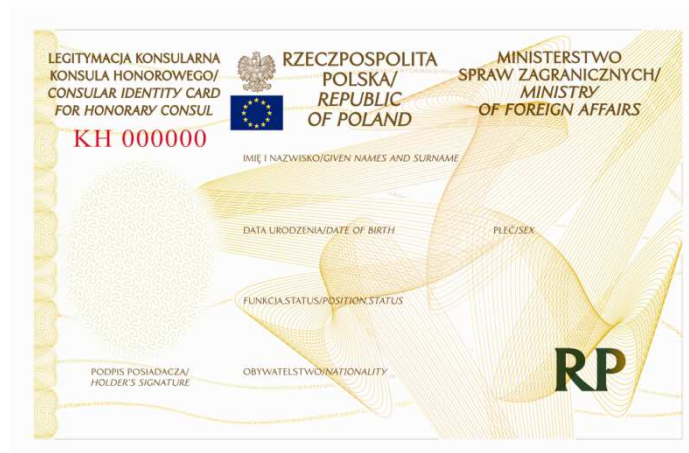 LEGITYMACJA KONSULARNA
KONSULA HONOROWEGO/
CONSULAR IDENTITY CARD
FOR HONORARY CONSUL
KH 000000
RZECZPOSPOLITA
POLSKA/
REPUBLIC
OF POLAND
MINISTERSTWO
SPRAW ZAGRANICZNYCH/
MINISTRY
OF FOREIGN AFFAIRS
IMIĘ I NAZWISKO/GIVEN NAMES AND SURNAME
DATA URODZENIA/DATE OF BIRTH
PŁEĆ/SEX
FUNKCJA,STATUS/POSITION,STATUS
PODPIS POSIADACZA/
HOLDER'S SIGNATURE
OBYWATELSTWO/NATIONALITY
RP